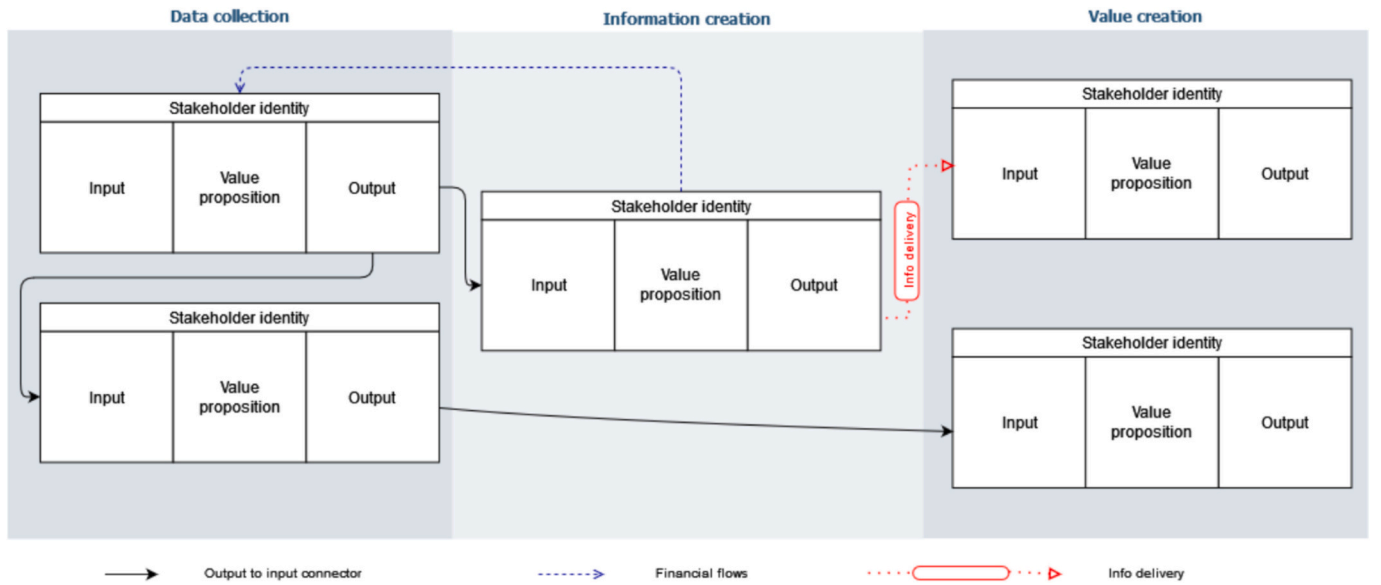 Data collection
Information creation
Value creation
Stakeholder identity
Input
Value
proposition
Output
Stakeholder identity
Input
Value
proposition
Output
Stakeholder identity
Input
Value
proposition
Output
Info delivery
Stakeholder identity
Input
Value
proposition
Output
Stakeholder identity
Input
Value
proposition
Output
Output to input connector
Financial flows
Info delivery